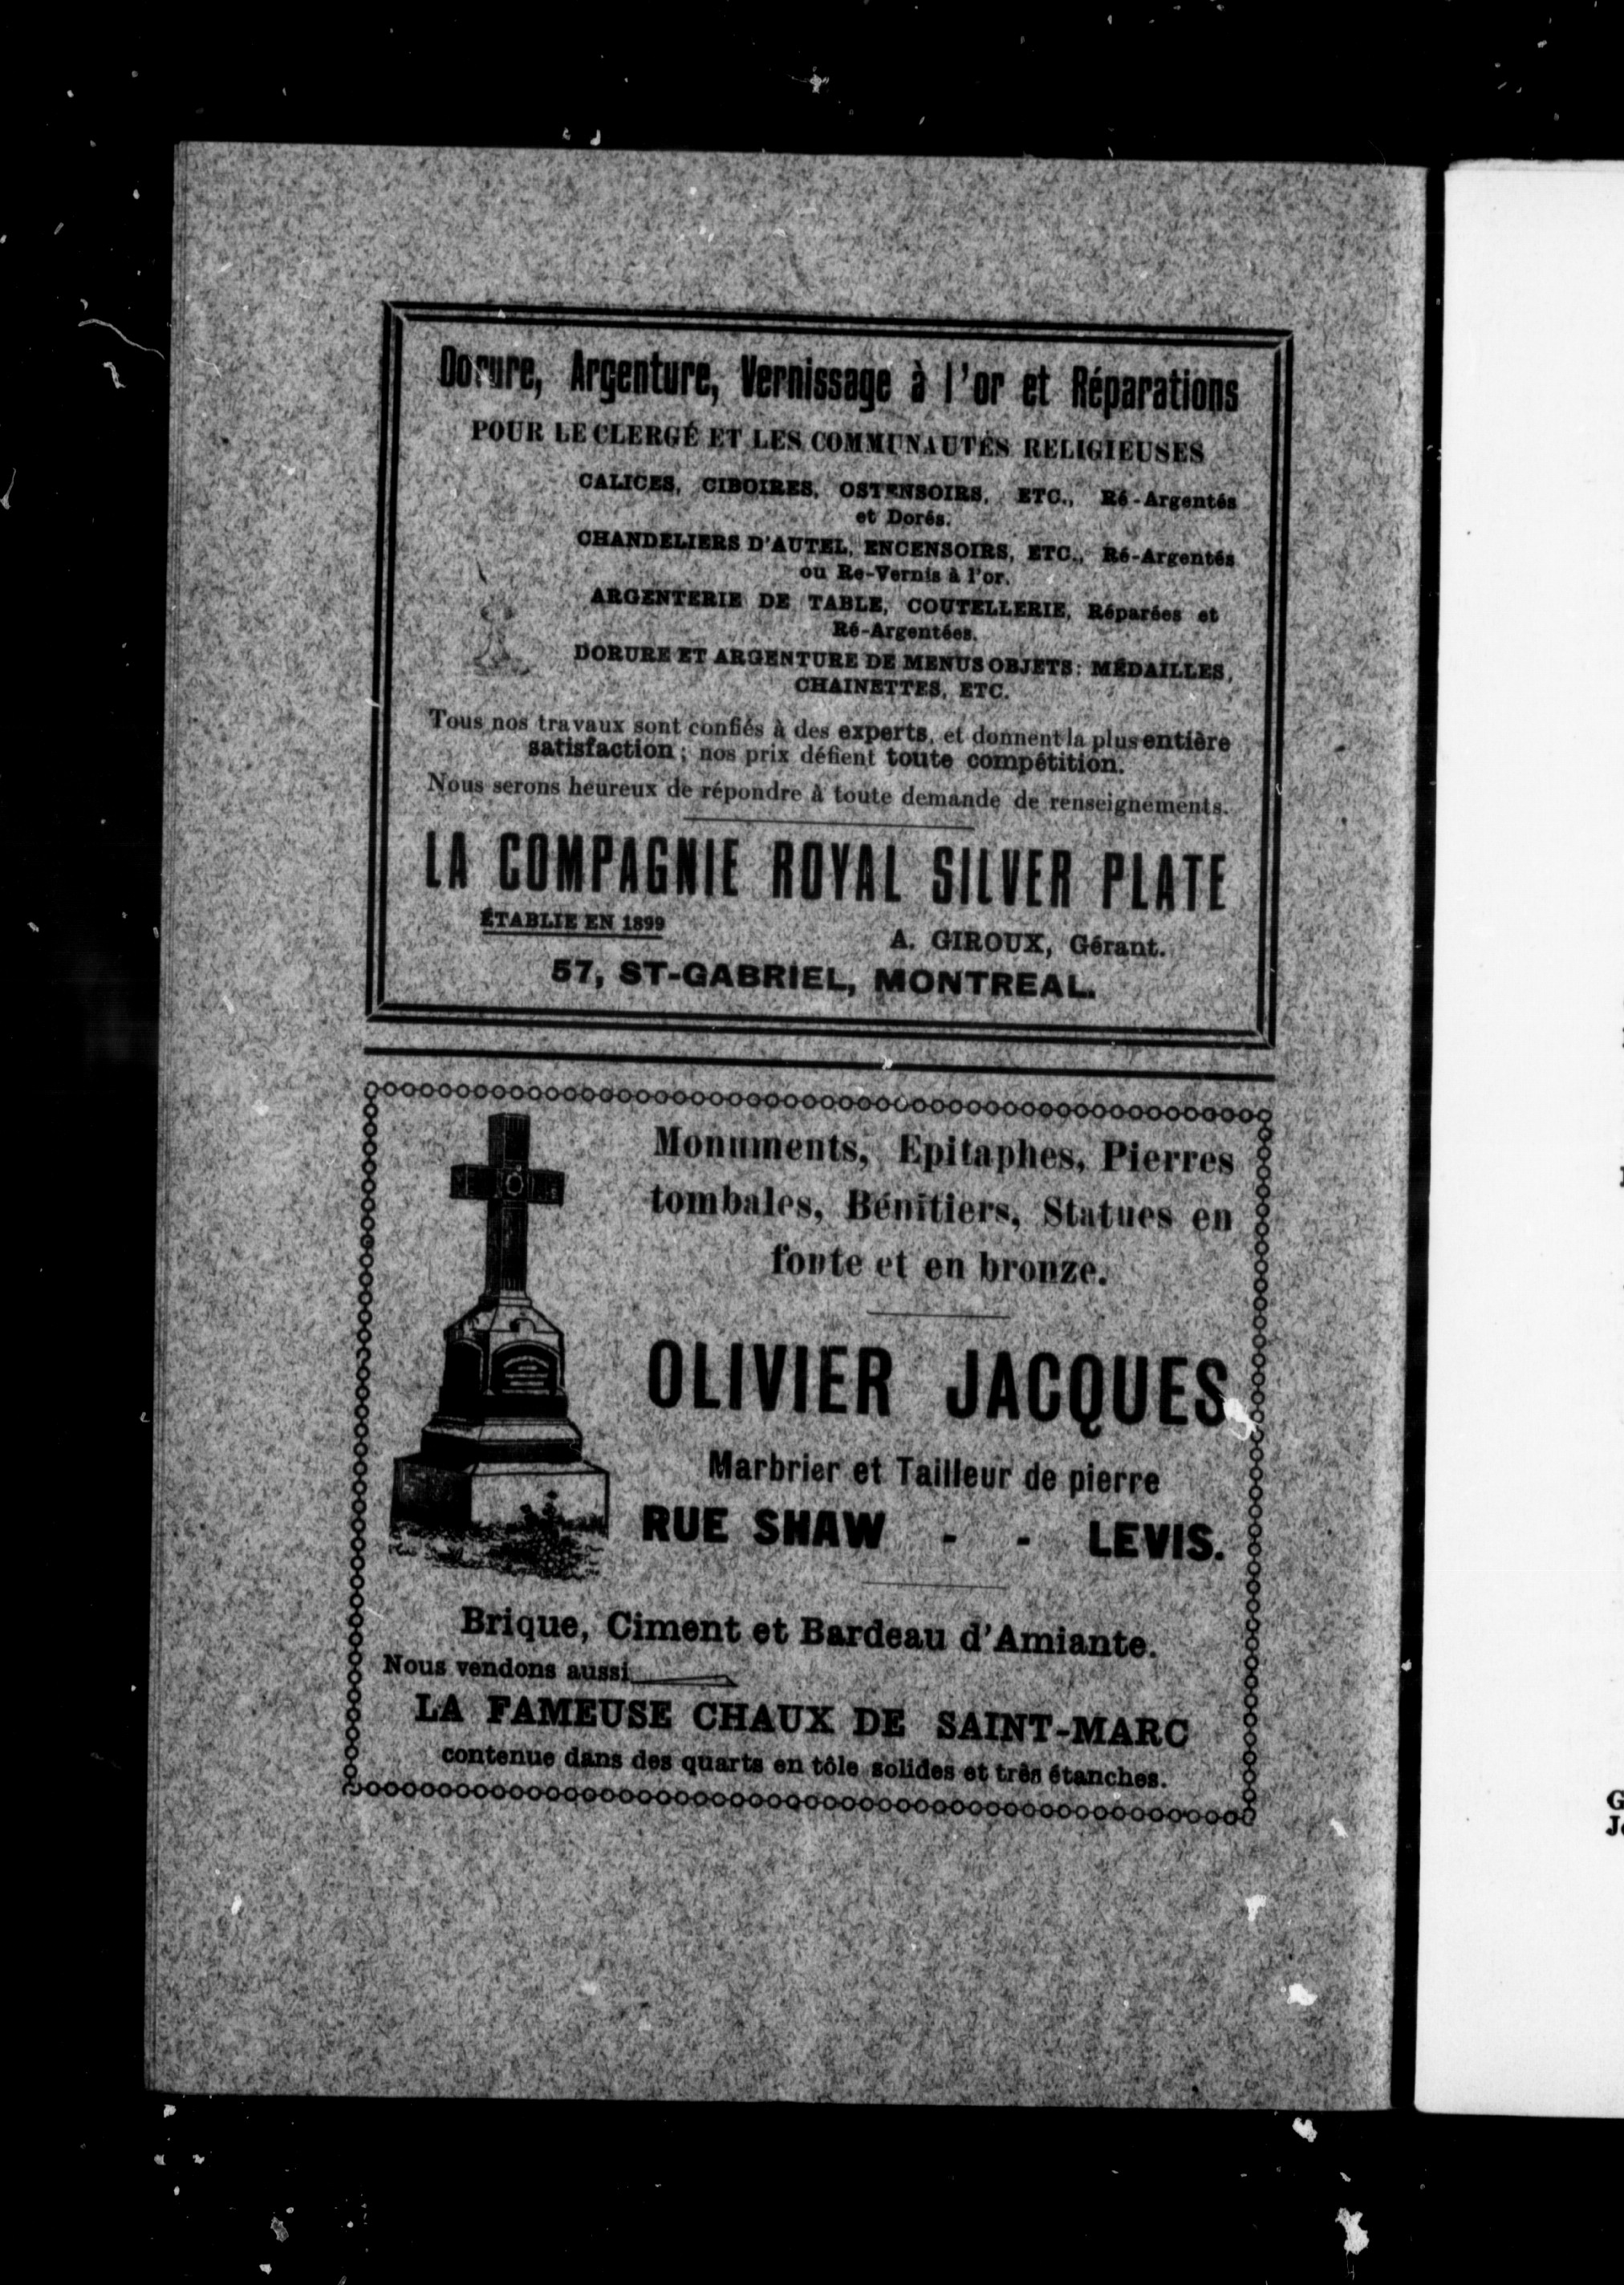 Dorure, Argenture, Vernissage à l'or et Réparations
POUR LE CLERGÉ ET LES COMMUNAUTÉS RELIGIEUSES
CALICES, CIBOIRES, OSTENSOIRS, ETC., Ré-Argentés
et Dorés.
CHANDELIERS D'AUTEL, ENCENSOIRS, ETC., Ré-Argentés
ou Re-Vernis à l'or.
ARGENTERIE DE TABLE, COUTELLERIE, Réparées et
Ré-Argentées.
DORURE ET ARGENTURE DE MENUS OBJETS: MÉDAILLES,
CHAINETTES, ETC.
Tous nos travaux sont confiés à des experts, et donnent la plus entière
satisfaction; nos prix défient toute compétition.
Nous serons heureux de répondre à toute demande de renseignements.
LA COMPAGNIE ROYAL SILVER PLATE
ÉTABLIE EN 1899
A. GIROUX, Gérant.
57, ST-GABRIEL, MONTREAL.
Monuments, Epitaphes, Pierres
tombales, Bénitiers, Statues en
fonte et en bronze.
OLIVIER JACQUES
Marbrier et Tailleur de pierre
RUE SHAW - - LEVIS.
Brique, Ciment et Bardeau d'Amiante.
Nous vendons aussi
LA FAMEUSE CHAUX DE SAINT-MARC
contenue dans des quarts en tôle solides et très étanches.